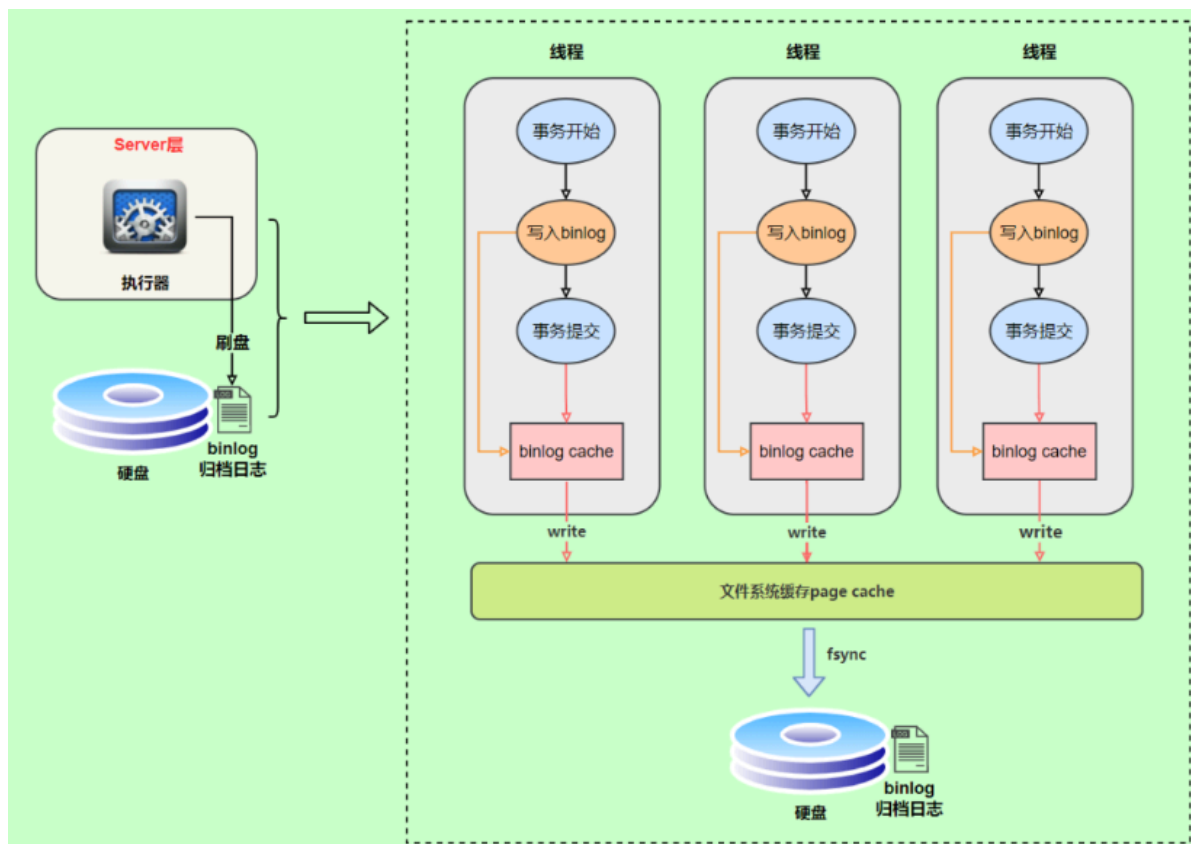 Server层
执行器
刷盘
LOG
binlog
归档日志
硬盘
线程
线程
线程
事务开始
事务开始
事务开始
写入binlog
写入binlog
写入binlog
事务提交
事务提交
事务提交
binlog cache
binlog cache
binlog cache
write
write
write
文件系统缓存page cache
fsync
LOG
binlog
归档日志
硬盘